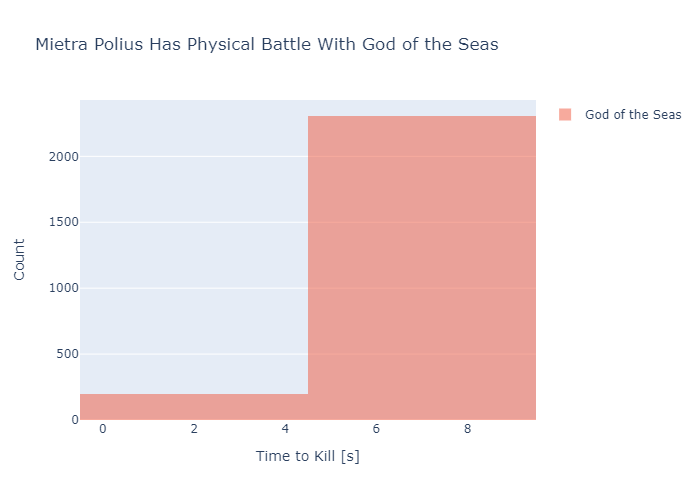 Mietra Polius Has Physical Battle With God of the Seas
God of the Seas
2000
1500
1000
500
0
Count
0 2 4 6 8
Time to Kill [s]